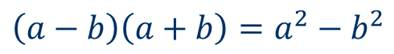 (a − b)(a + b) = a² − b²